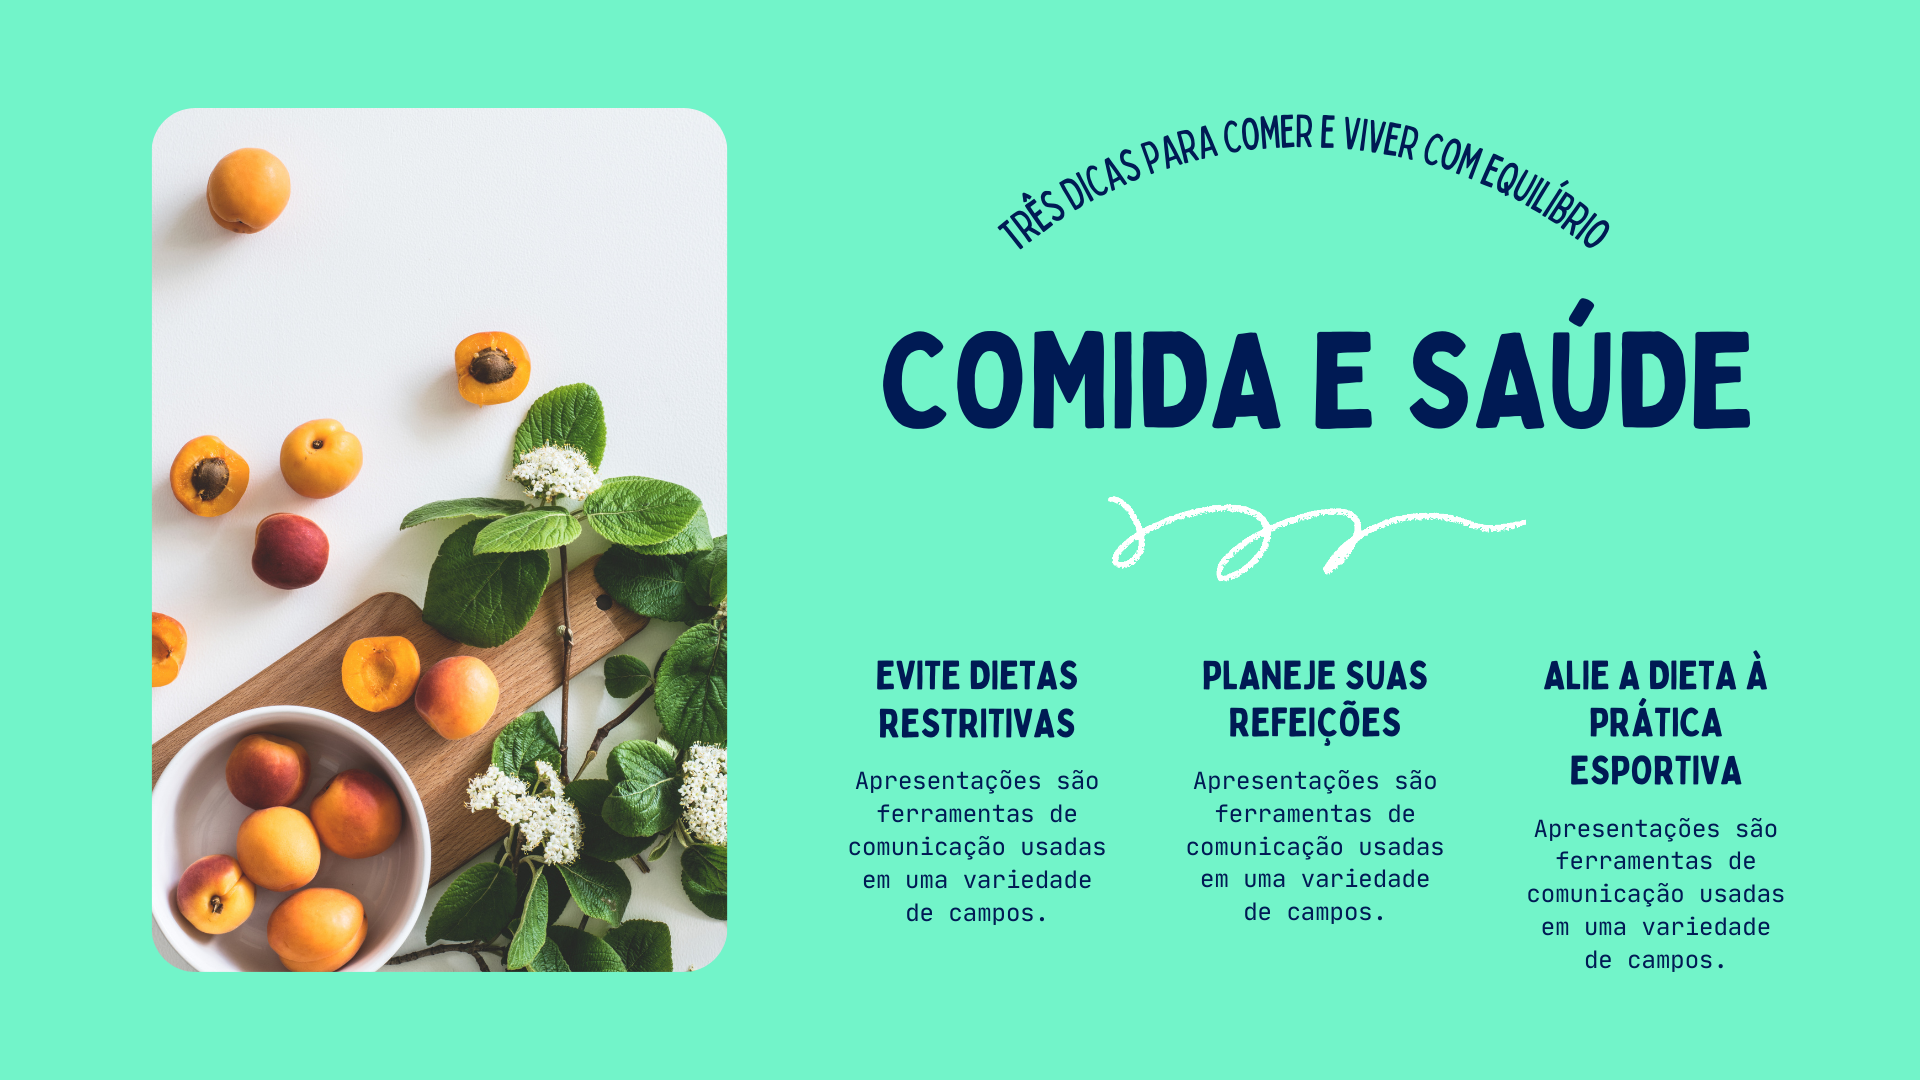 TRÊS DICAS PARA COMER E VIVER COM EQUILÍBRIO
COMIDA E SAÚDE
EVITE DIETAS
RESTRITIVAS
Apresentações são
ferramentas de
comunicação usadas
em uma variedade
de campos.
PLANEJE SUAS
REFEIÇÕES
Apresentações são
ferramentas de
comunicação usadas
em uma variedade
de campos.
ALIE A DIETA À
PRÁTICA
ESPORTIVA
Apresentações são
ferramentas de
comunicação usadas
em uma variedade
de campos.